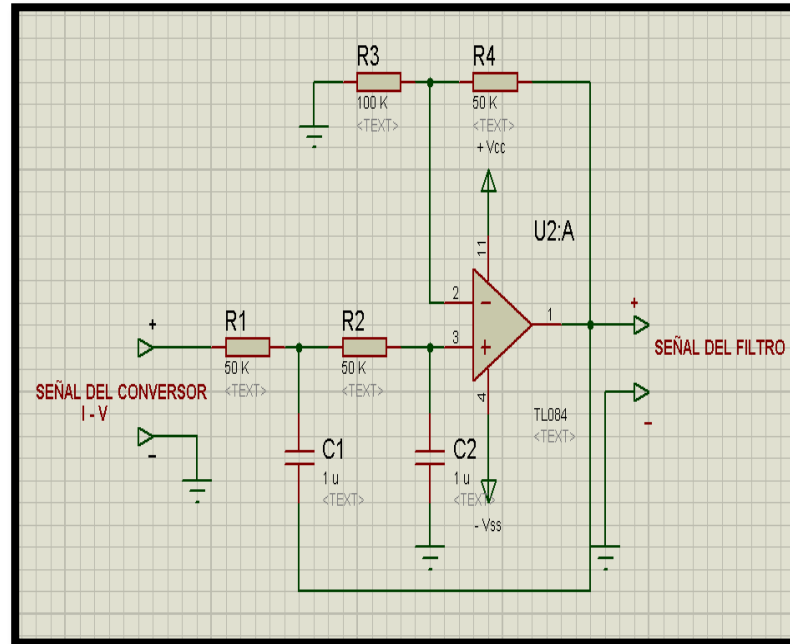 R3
R4
100 K
50 K
<TEXT>
<TEXT>
+ Vcc
11
U2:A
2
1
3
+
SEÑAL DEL FILTRO
-
4
TL084
<TEXT>
- Vss
+
R1
R2
50 K
50 K
<TEXT>
<TEXT>
SEÑAL DEL CONVERSOR
I - V
-
C1
C2
1 u
1 u
<TEXT>
<TEXT>